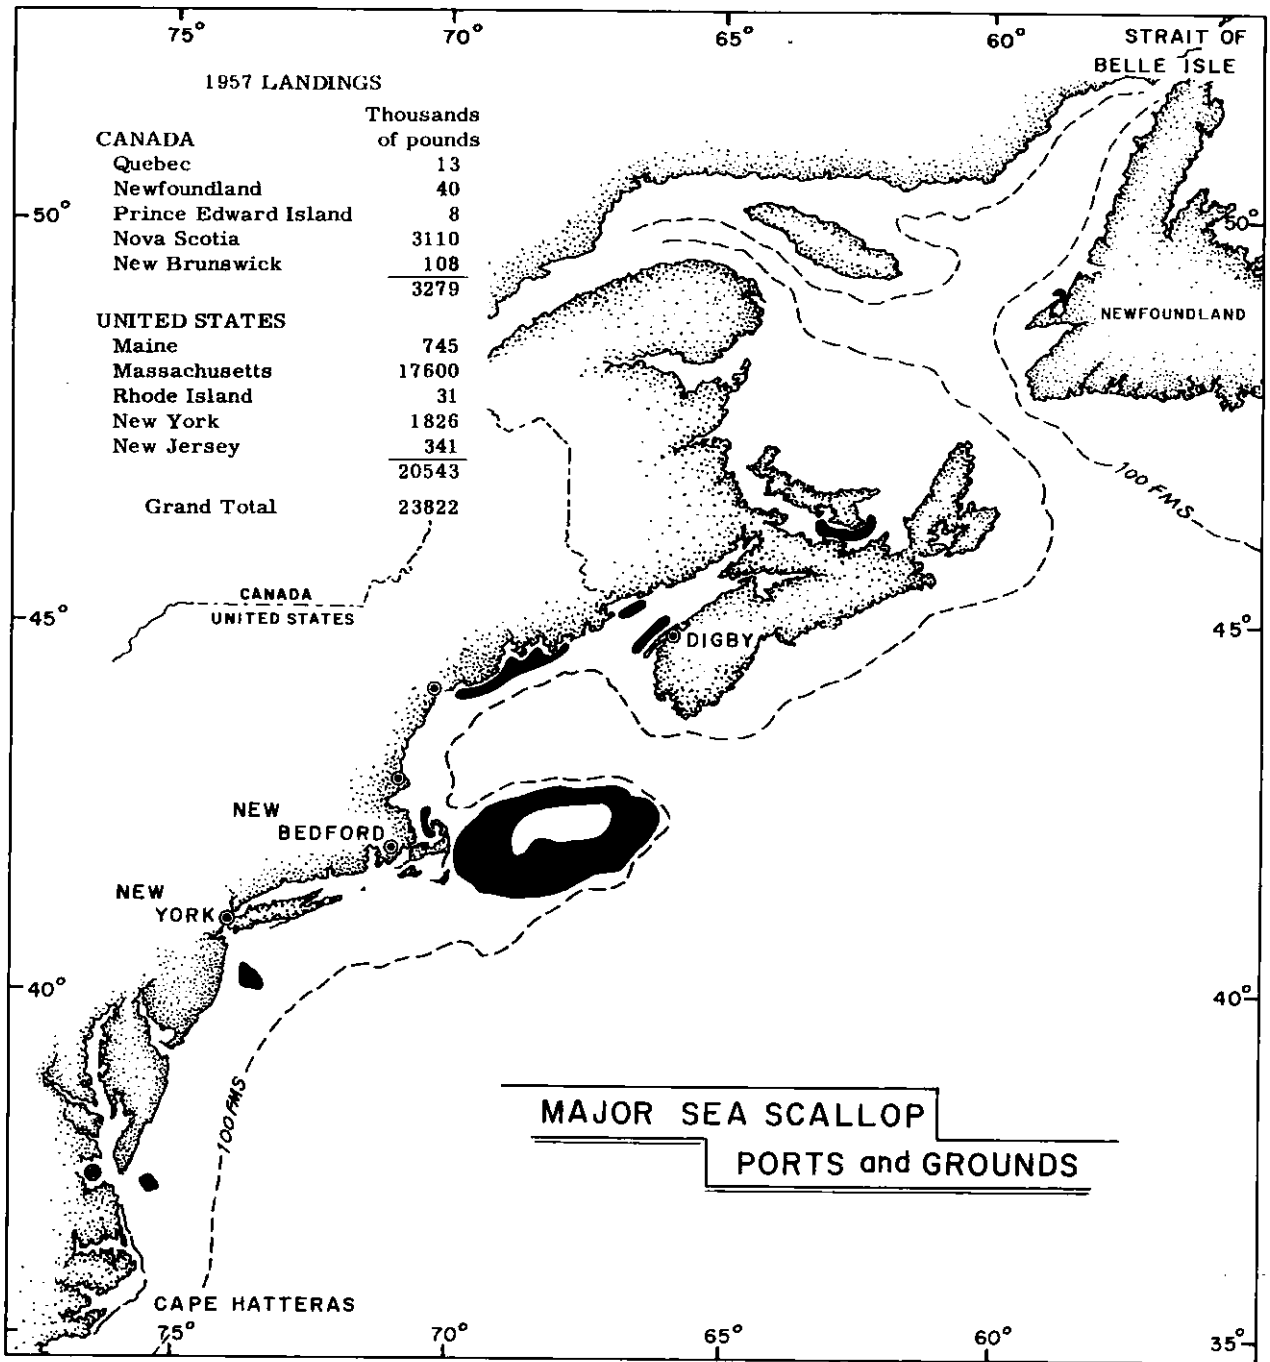 75° 70° 65° 60°
STRAIT OF
BELLE ISLE
1957 LANDINGS
Thousands
CANADA of pounds
Quebec 13
Newfoundland 40
Prince Edward Island 8
Nova Scotia 3110
New Brunswick 108
3279
UNITED STATES
Maine 745
Massachusetts 17600
Rhode Island 31
New York 1826
New Jersey 341
20543
Grand Total 23822
50° 50°
NEWFOUNDLAND
100 FMS
CANADA
UNITED STATES
45° 45°
DIGBY
NEW
BEDFORD
NEW
YORK
40° 40°
100 FMS
MAJOR SEA SCALLOP
PORTS and GROUNDS
CAPE HATTERAS
75° 70° 65° 60° 35°